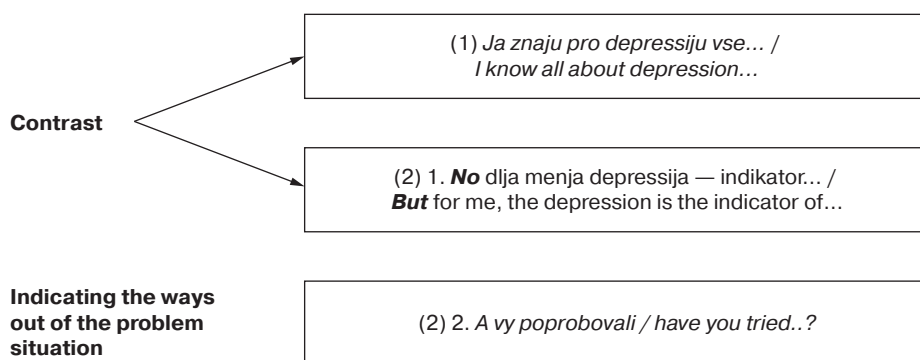 (1) Ja znaju pro depressiju vse... /
I know all about depression...
Contrast
(2) 1. No dlja menja depressija — indikator... /
But for me, the depression is the indicator of...
Indicating the ways
out of the problem
situation
(2) 2. A vy poprobovali / have you tried..?